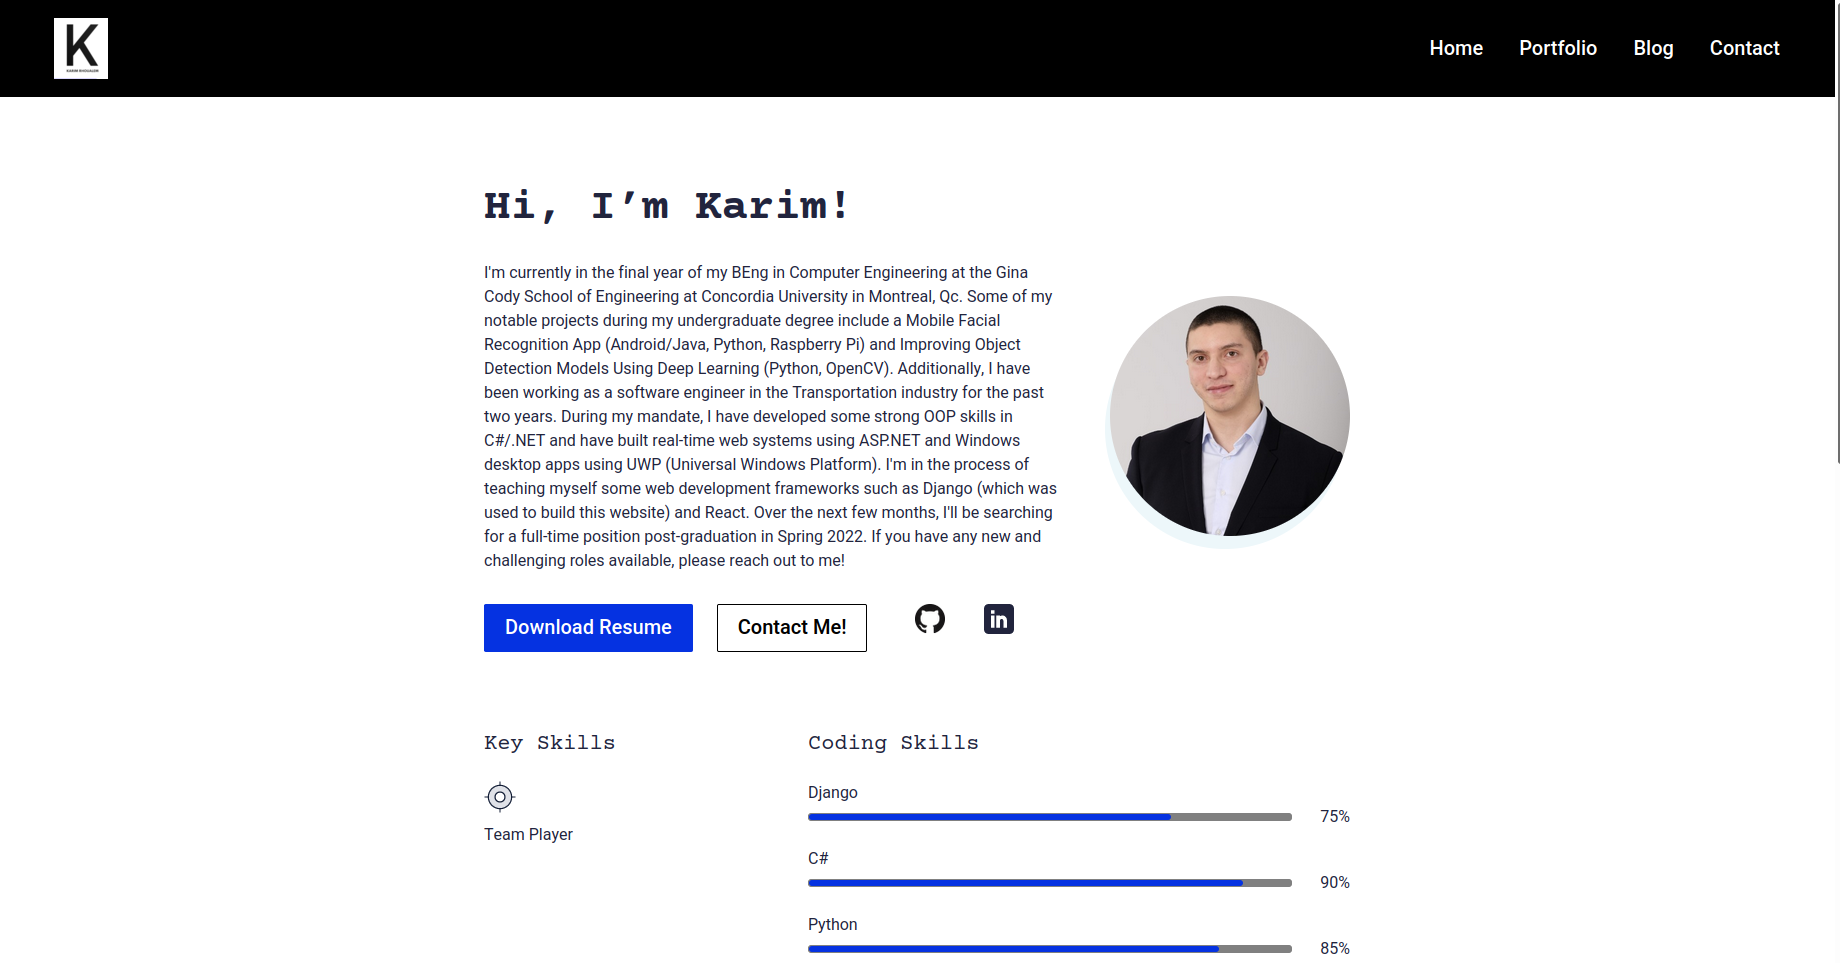 K
Home Portfolio Blog Contact
Hi, I’m Karim!
I'm currently in the final year of my BEng in Computer Engineering at the Gina
Cody School of Engineering at Concordia University in Montreal, Qc. Some of my
notable projects during my undergraduate degree include a Mobile Facial
Recognition App (Android/Java, Python, Raspberry Pi) and Improving Object
Detection Models Using Deep Learning (Python, OpenCV). Additionally, I have
been working as a software engineer in the Transportation industry for the past
two years. During my mandate, I have developed some strong OOP skills in
C#/.NET and have built real-time web systems using ASP.NET and Windows
desktop apps using UWP (Universal Windows Platform). I'm in the process of
teaching myself some web development frameworks such as Django (which was
used to build this website) and React. Over the next few months, I'll be searching
for a full-time position post-graduation in Spring 2022. If you have any new and
challenging roles available, please reach out to me!
Download Resume Contact Me! in
Key Skills
Team Player
Coding Skills
Django
75%
C#
90%
Python
85%